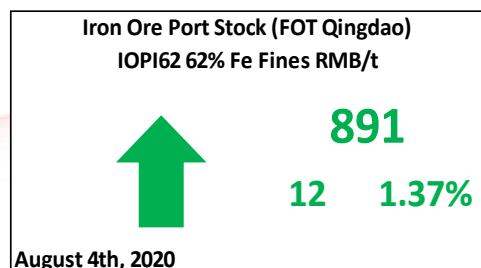 Iron Ore Port Stock (FOT Qingdao)
IOPI62 62% Fe Fines RMB/t
891
12 1.37%
August 4th, 2020